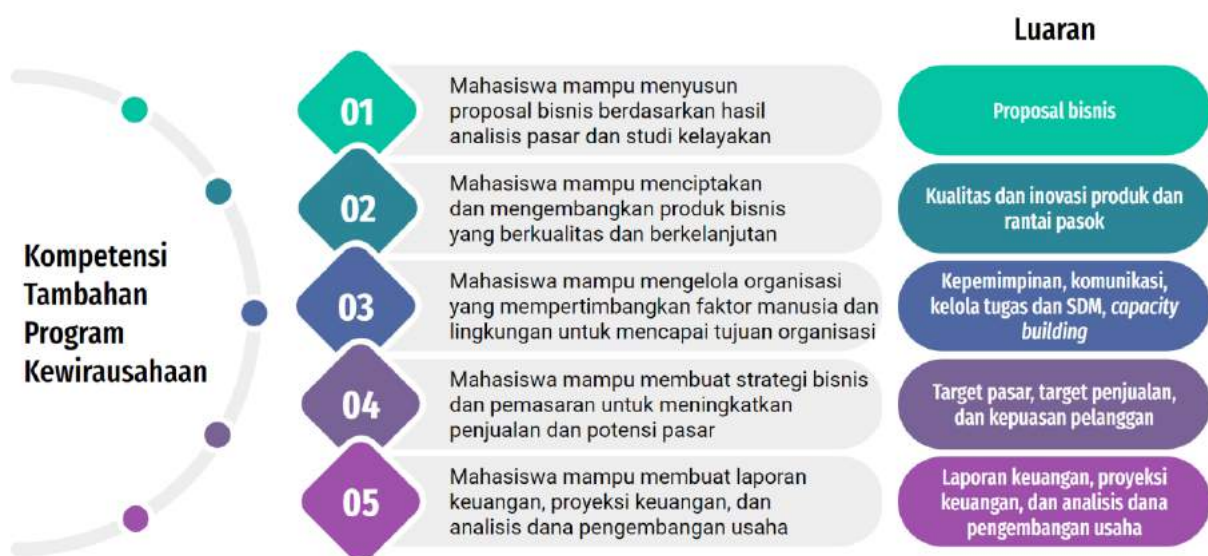 Luaran
Kompetensi
Tambahan
Program
Kewirausahaan
01
Mahasiswa mampu menyusun
proposal bisnis berdasarkan hasil
analisis pasar dan studi kelayakan
Proposal bisnis
02
Mahasiswa mampu menciptakan
dan mengembangkan produk bisnis
yang berkualitas dan berkelanjutan
Kualitas dan inovasi produk dan
rantai pasok
03
Mahasiswa mampu mengelola organisasi
yang mempertimbangkan faktor manusia dan
lingkungan untuk mencapai tujuan organisasi
Kepemimpinan, komunikasi,
kelola tugas dan SDM, capacity
building
04
Mahasiswa mampu membuat strategi bisnis
dan pemasaran untuk meningkatkan
penjualan dan potensi pasar
Target pasar, target penjualan,
dan kepuasan pelanggan
05
Mahasiswa mampu membuat laporan
keuangan, proyeksi keuangan, dan
analisis dana pengembangan usaha
Laporan keuangan, proyeksi
keuangan, dan analisis dana
pengembangan usaha